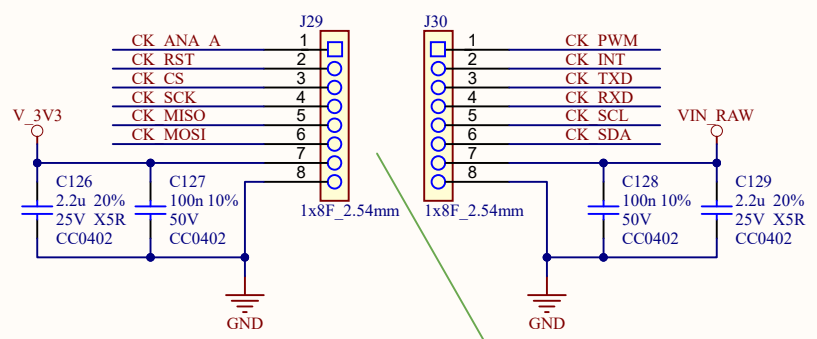 J29
J30
1
CK_ANA_A
2
CK_RST
3
CK_CS
4
CK_SCK
5
CK_MISO
6
CK_MOSI
7
8
1x8F_2.54mm
1
CK_PWM
2
CK_INT
3
CK_TXD
4
CK_RXD
5
CK_SCL
6
CK_SDA
7
8
1x8F_2.54mm
V_3V3
VIN_RAW
C126
2.2u 20%
25V X5R
CC0402
C127
100n 10%
50V
CC0402
C128
100n 10%
50V
CC0402
C129
2.2u 20%
25V X5R
CC0402
GND
GND